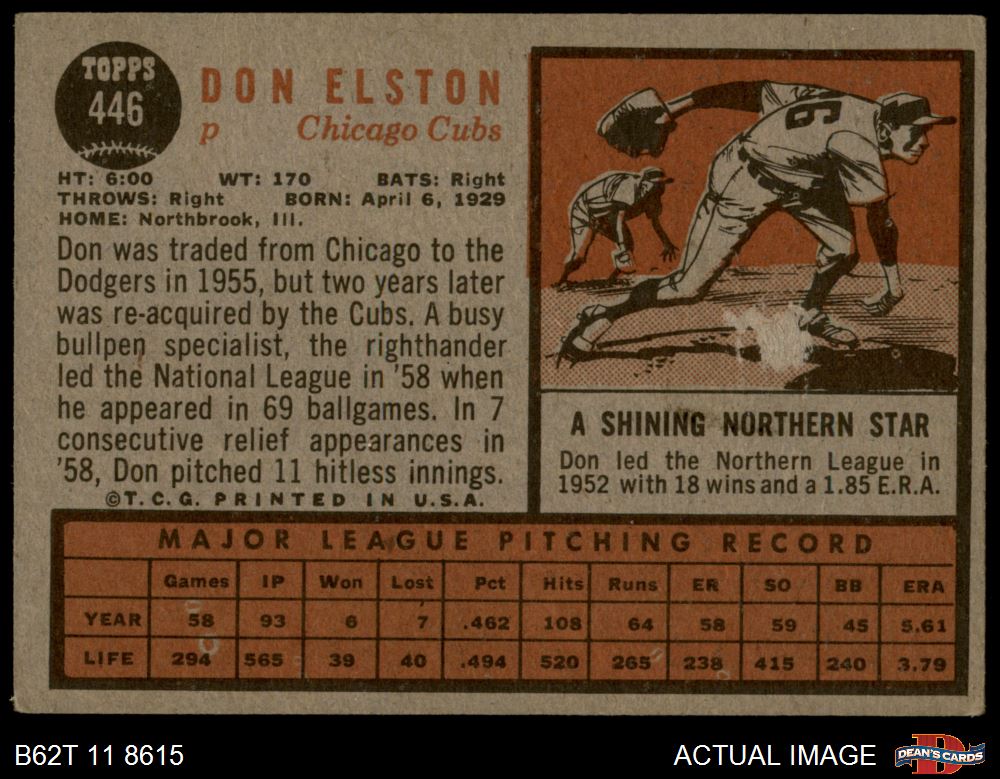 TOPPS
446
DON ELSTON
p Chicago Cubs
HT: 6:00 WT: 170 BATS: Right
THROWS: Right BORN: April 6, 1929
HOME: Northbrook, Ill.
Don was traded from Chicago to the
Dodgers in 1955, but two years later
was re-acquired by the Cubs. A busy
bullpen specialist, the righthander
led the National League in '58 when
he appeared in 69 ballgames. In 7
consecutive relief appearances in
'58, Don pitched 11 hitless innings.
©T.C.G. PRINTED IN U.S.A.
9
A SHINING NORTHERN STAR
Don led the Northern League in
1952 with 18 wins and a 1.85 E.R.A.
MAJOR LEAGUE PITCHING RECORD
Games IP Won Lost Pct Hits Runs ER SO BB ERA
YEAR 58 93 6 7 .462 108 64 58 59 45 5.61
LIFE 294 565 39 40 .494 520 265 238 415 240 3.79
B62T 11 8615 ACTUAL IMAGE
DEAN'S CARDS